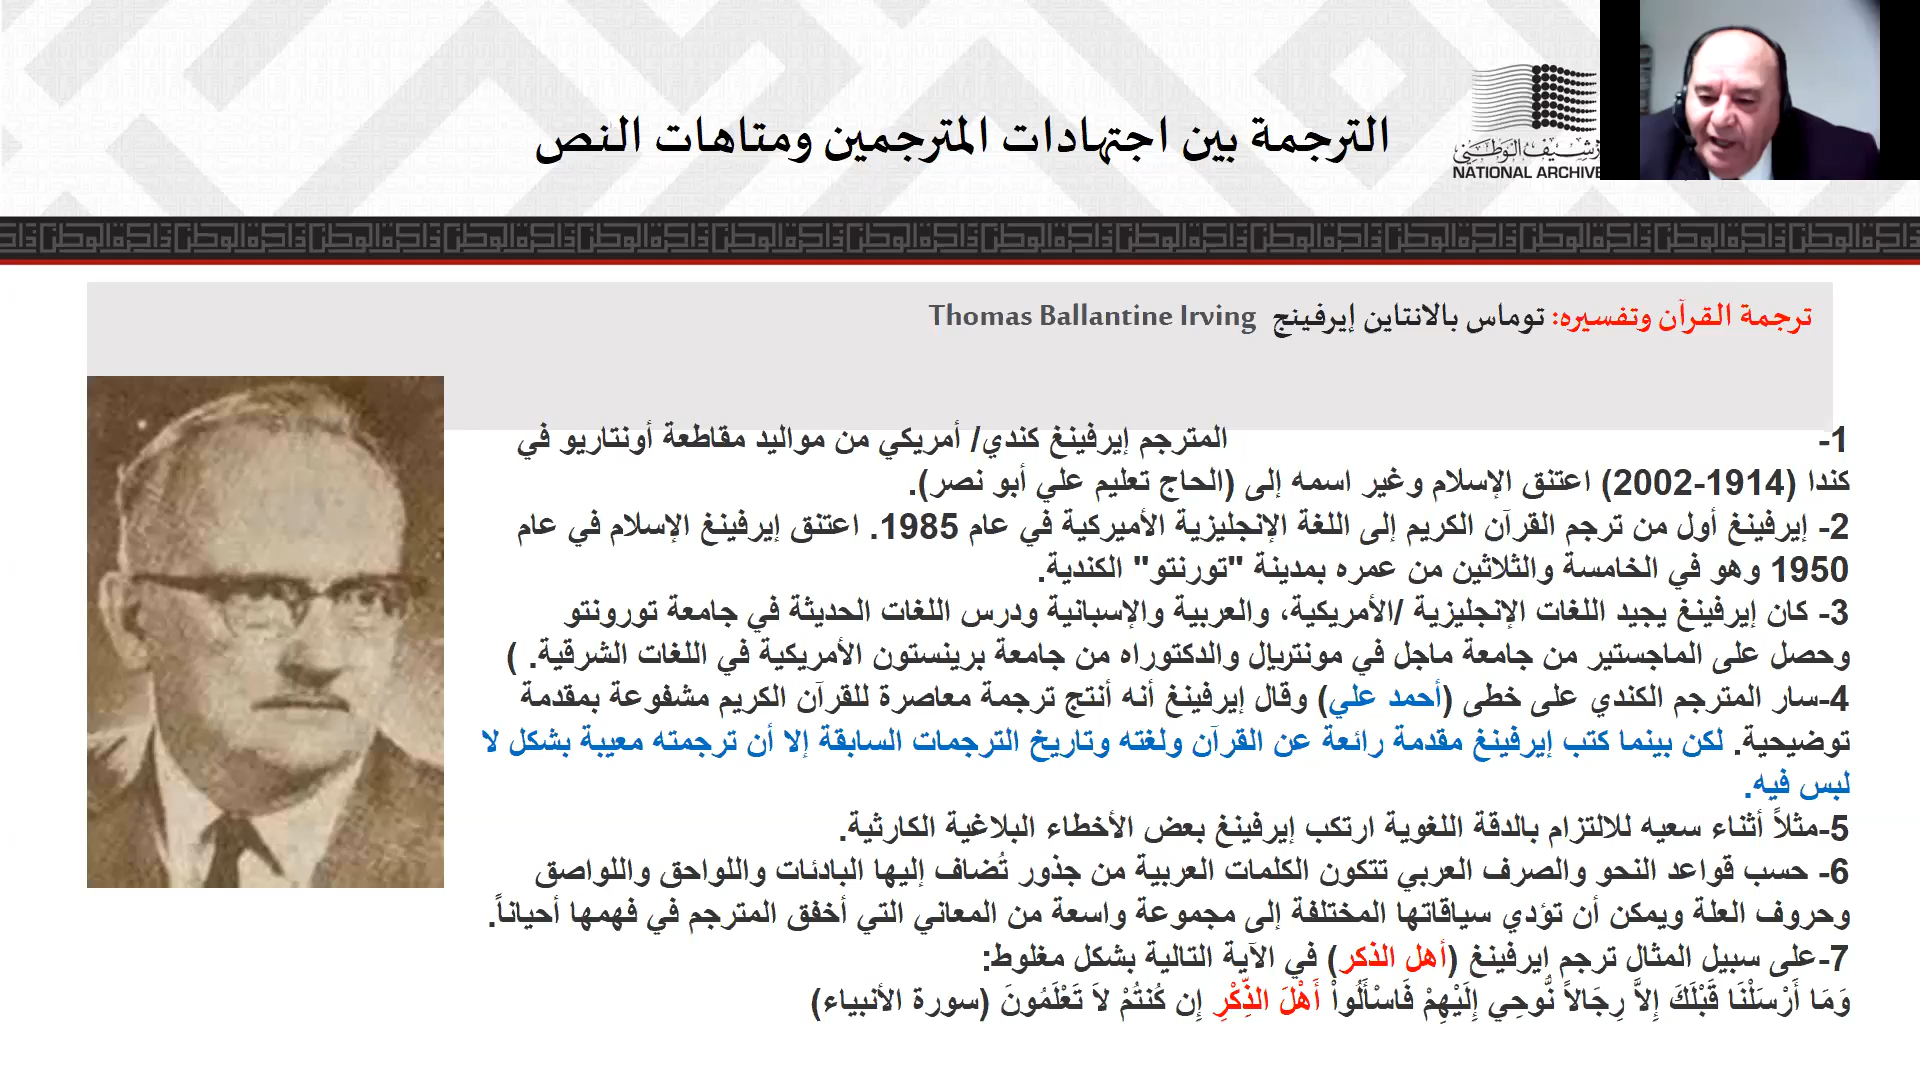 الترجمة بين اجتهادات المترجمين ومتاهات النص
NATIONAL ARCHIVE
ترجمة القرآن وتفسيره: توماس بالانتاين إيرفينج Thomas Ballantine Irving
1- المترجم إيرفينغ كندي/ أمريكي من مواليد مقاطعة أونتاريو في
كندا (1914-2002) اعتنق الإسلام وغير اسمه إلى (الحاج تعليم علي أبو نصر).
2- إيرفينغ أول من ترجم القرآن الكريم إلى اللغة الإنجليزية الأميركية في عام 1985. اعتنق إيرفينغ الإسلام في عام
1950 وهو في الخامسة والثلاثين من عمره بمدينة "تورنتو" الكندية.
3- كان إيرفينغ يجيد اللغات الإنجليزية /الأمريكية، والعربية والإسبانية ودرس اللغات الحديثة في جامعة تورونتو
وحصل على الماجستير من جامعة ماجل في مونتريال والدكتوراه من جامعة برينستون الأمريكية في اللغات الشرقية. )
4-سار المترجم الكندي على خطى (أحمد علي) وقال إيرفينغ أنه أنتج ترجمة معاصرة للقرآن الكريم مشفوعة بمقدمة
توضيحية. لكن بينما كتب إيرفينغ مقدمة رائعة عن القرآن ولغته وتاريخ الترجمات السابقة إلا أن ترجمته معيبة بشكل لا
لبس فيه.
5-مثلاً أثناء سعيه للالتزام بالدقة اللغوية ارتكب إيرفينغ بعض الأخطاء البلاغية الكارثية.
6- حسب قواعد النحو والصرف العربي تتكون الكلمات العربية من جذور تُضاف إليها البادئات واللواحق واللواصق
وحروف العلة ويمكن أن تؤدي سياقاتها المختلفة إلى مجموعة واسعة من المعاني التي أخفق المترجم في فهمها أحياناً.
7-على سبيل المثال ترجم ايرفينغ (أهل الذكر) في الآية التالية بشكل مغلوط:
وَمَا أَرْسَلْنَا قَبْلَكَ إِلاَّ رِجَالاً نُّوحِي إِلَيْهِمْ فَاسْأَلُواْ أَهْلَ الذِّكْرِ إِن كُنتُمْ لاَ تَعْلَمُونَ (سورة الأنبياء)